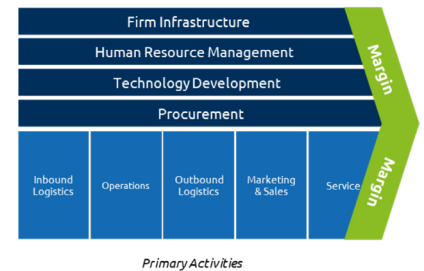 Firm Infrastructure
Human Resource Management
Technology Development
Procurement
Margin
Inbound
Logistics
Operations
Outbound
Logistics
Marketing
& Sales
Service
Margin
Primary Activities